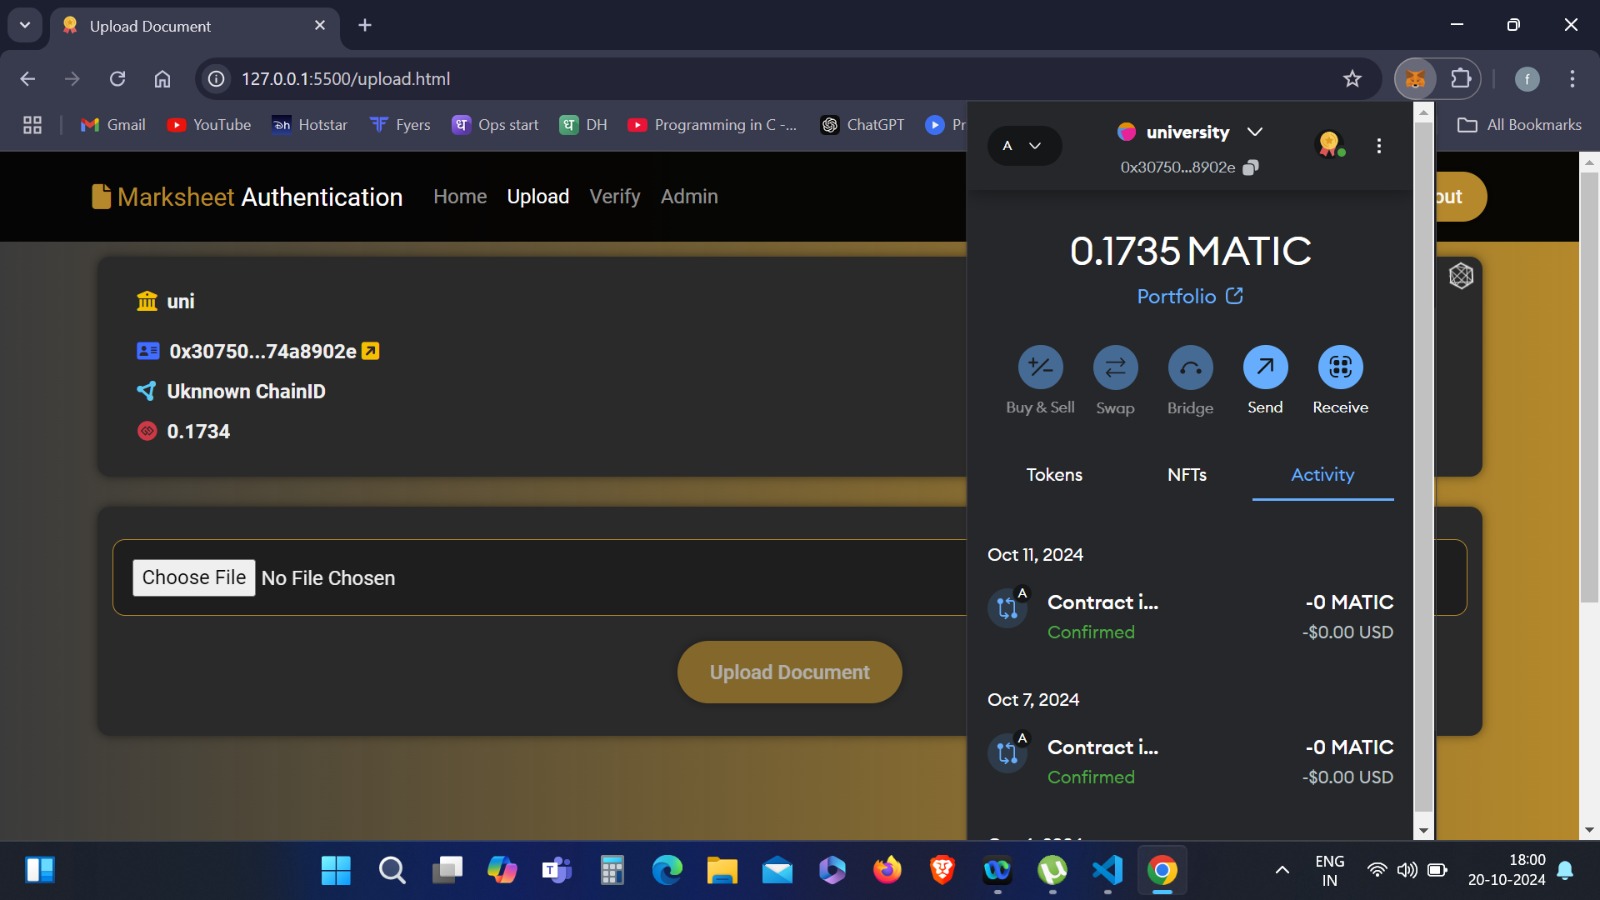 Upload Document
127.0.0.1:5500/upload.html
Gmail YouTube Hotstar Fyers Ops start DH Programming in C -... ChatGPT Pr All Bookmarks
Marksheet Authentication Home Upload Verify Admin out
uni
0x30750...74a8902e
Uknnown ChainID
0.1734
Choose File No File Chosen
Upload Document
A university
0x30750...8902e
0.1735 MATIC
Portfolio
Buy & Sell Swap Bridge Send Receive
Tokens NFTs Activity
Oct 11, 2024
A Contract i... -0 MATIC
Confirmed -$0.00 USD
Oct 7, 2024
A Contract i... -0 MATIC
Confirmed -$0.00 USD
ENG 18:00
IN 20-10-2024